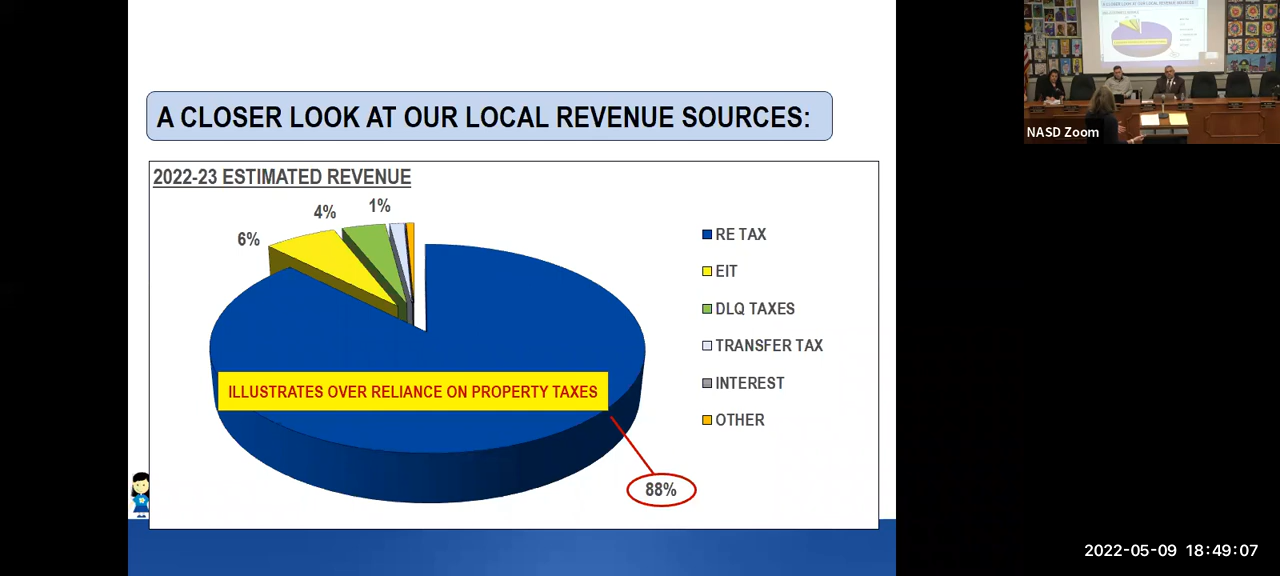 A CLOSER LOOK AT OUR LOCAL REVENUE SOURCES:
2022-23 ESTIMATED REVENUE
6%
4%
1%
RE TAX
EIT
DLQ TAXES
TRANSFER TAX
INTEREST
OTHER
ILLUSTRATES OVER RELIANCE ON PROPERTY TAXES
88%
NASD Zoom
2022-05-09 18:49:07